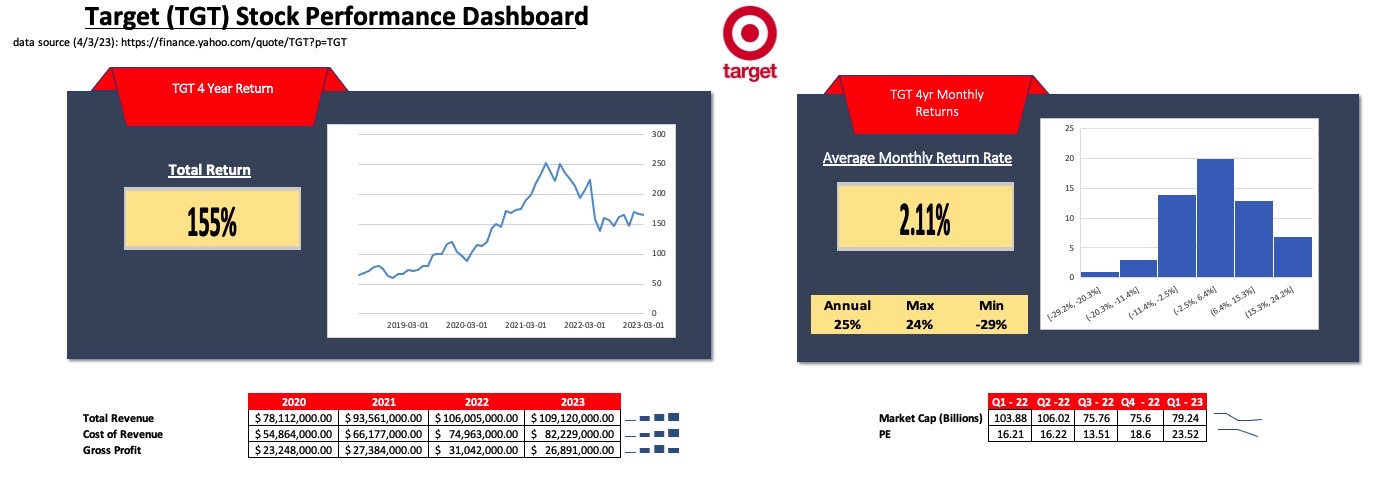 Target (TGT) Stock Performance Dashboard
data source (4/3/23): https://finance.yahoo.com/quote/TGT?p=TGT
target
TGT 4 Year Return
Total Return
155%
300
250
200
150
100
50
0
2019-03-01 2020-03-01 2021-03-01 2022-03-01 2023-03-01
TGT 4yr Monthly
Returns
Average Monthly Return Rate
2.11%
Annual Max Min
25% 24% -29%
25
20
15
10
5
0
[-29.2%, -20.3%] (-20.3%, -11.4%] (-11.4%, -2.5%] (-2.5%, 6.4%] (6.4%, 15.3%] (15.3%, 24.2%]
2020 2021 2022 2023
Total Revenue $ 78,112,000.00 $ 93,561,000.00 $ 106,005,000.00 $ 109,120,000.00
Cost of Revenue $ 54,864,000.00 $ 66,177,000.00 $ 74,963,000.00 $ 82,229,000.00
Gross Profit $ 23,248,000.00 $ 27,384,000.00 $ 31,042,000.00 $ 26,891,000.00
Q1 - 22 Q2 -22 Q3 - 22 Q4 - 22 Q1 - 23
Market Cap (Billions) 103.88 106.02 75.76 75.6 79.24
PE 16.21 16.22 13.51 18.6 23.52